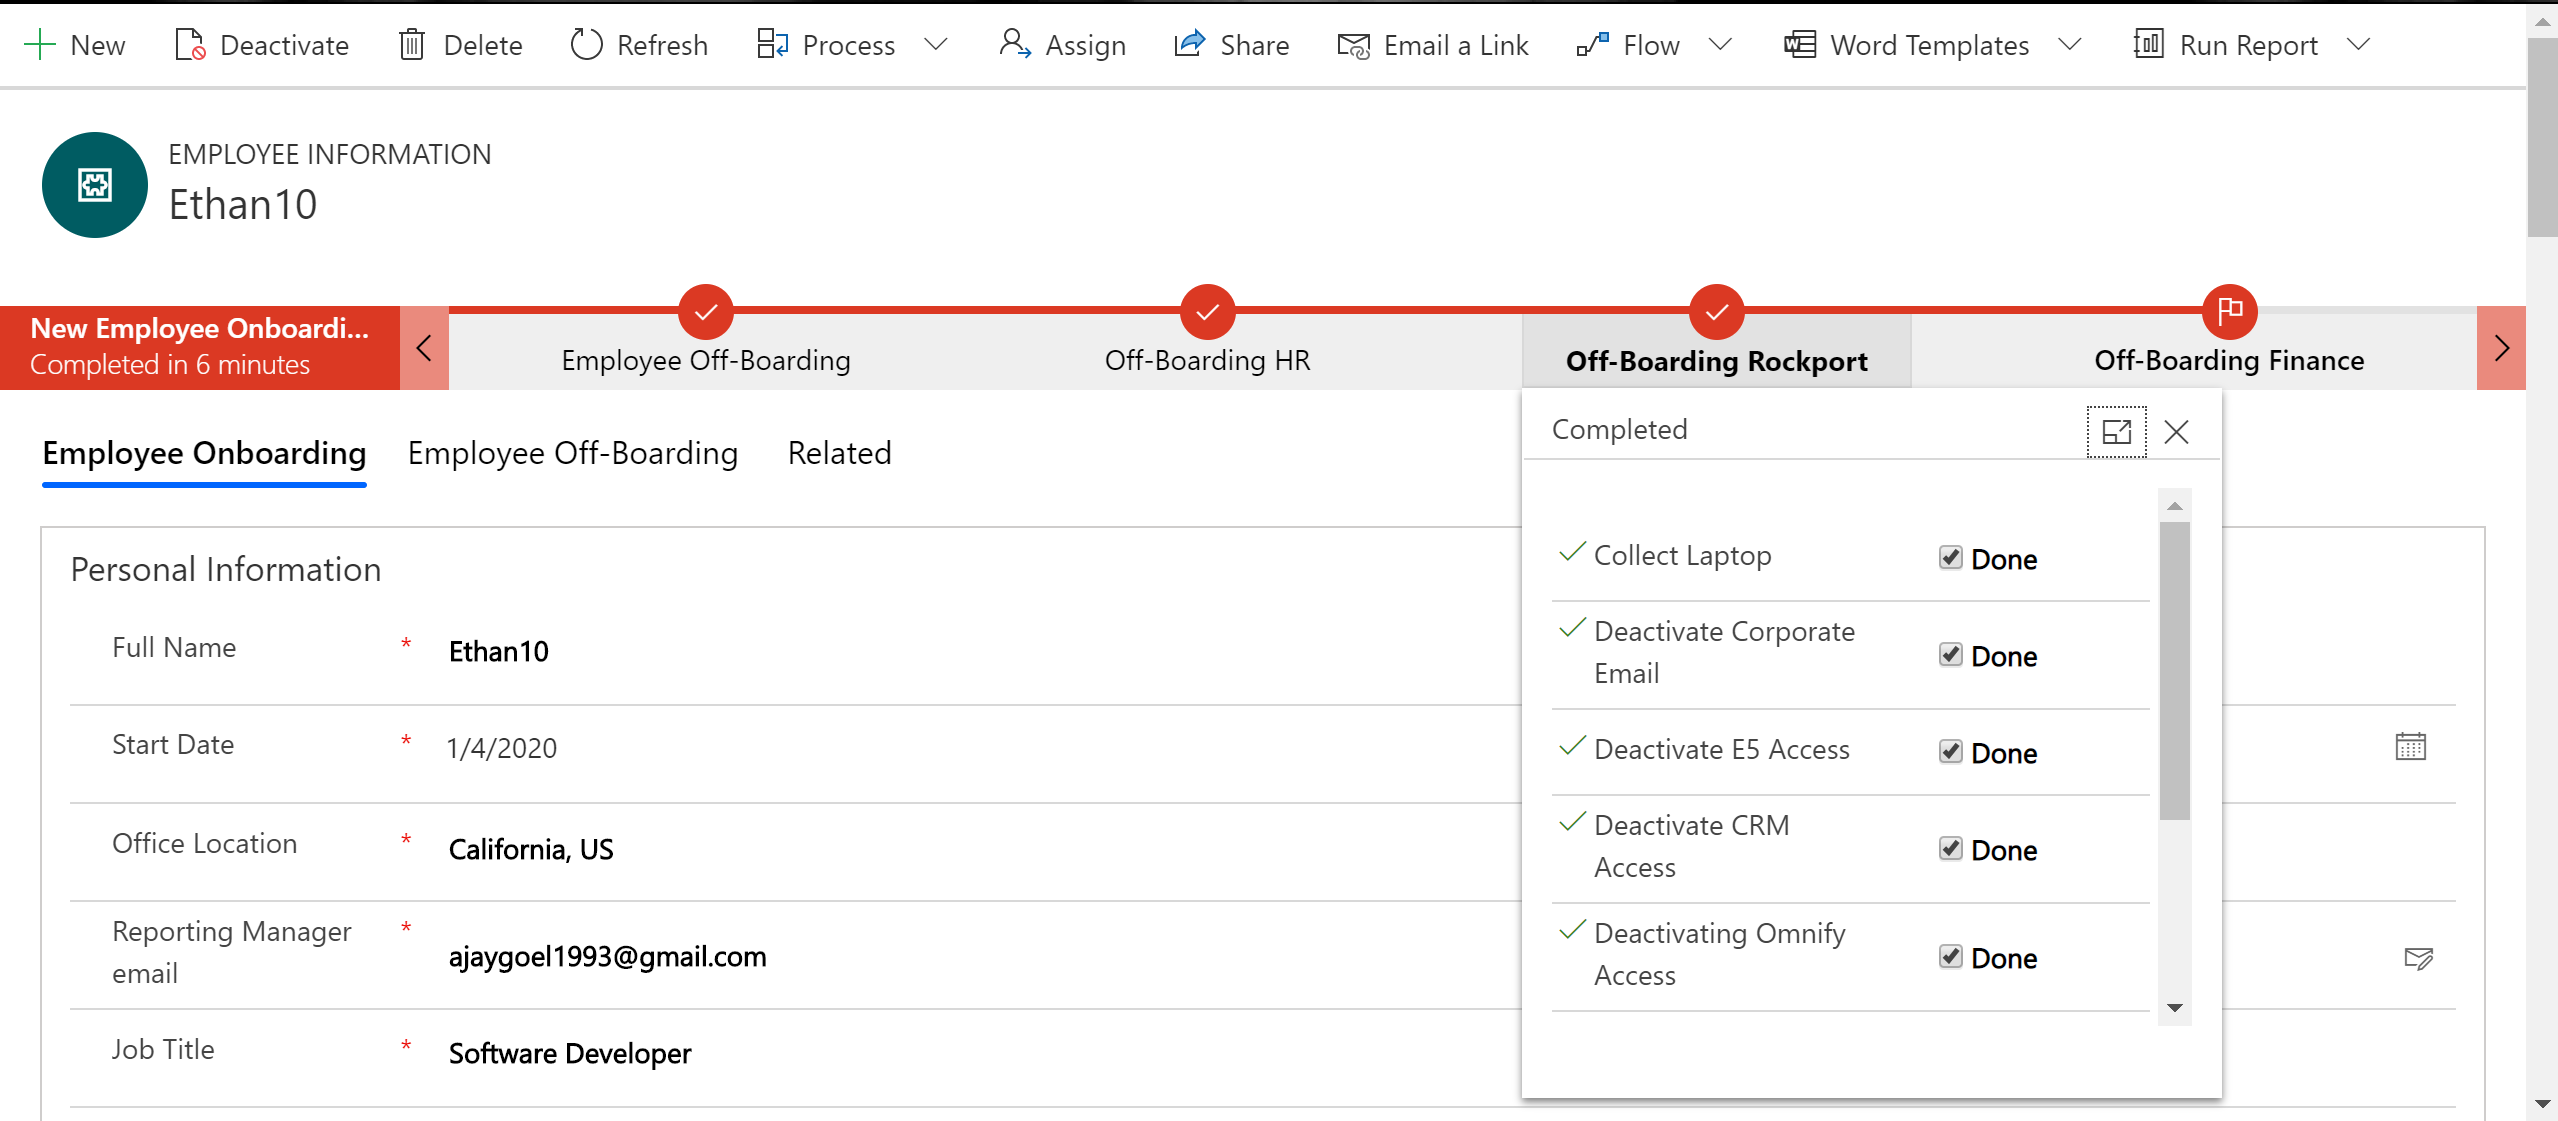 New Deactivate Delete Refresh Process Assign Share Email a Link Flow Word Templates Run Report
EMPLOYEE INFORMATION
Ethan10
New Employee Onboardi...
Completed in 6 minutes
Employee Off-Boarding Off-Boarding HR Off-Boarding Rockport Off-Boarding Finance
Employee Onboarding Employee Off-Boarding Related
Completed
Collect Laptop Done
Deactivate Corporate
Email
Done
Deactivate E5 Access Done
Deactivate CRM
Access
Done
Deactivating Omnify
Access
Done
Personal Information
Full Name * Ethan10
Start Date * 1/4/2020
Office Location * California, US
Reporting Manager
email
* ajaygoel1993@gmail.com
Job Title * Software Developer